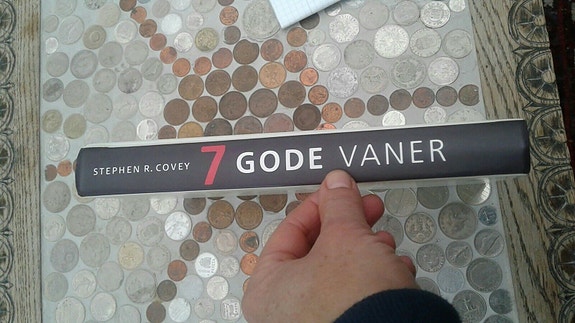 STEPHEN R. COVEY 7 GODE VANER